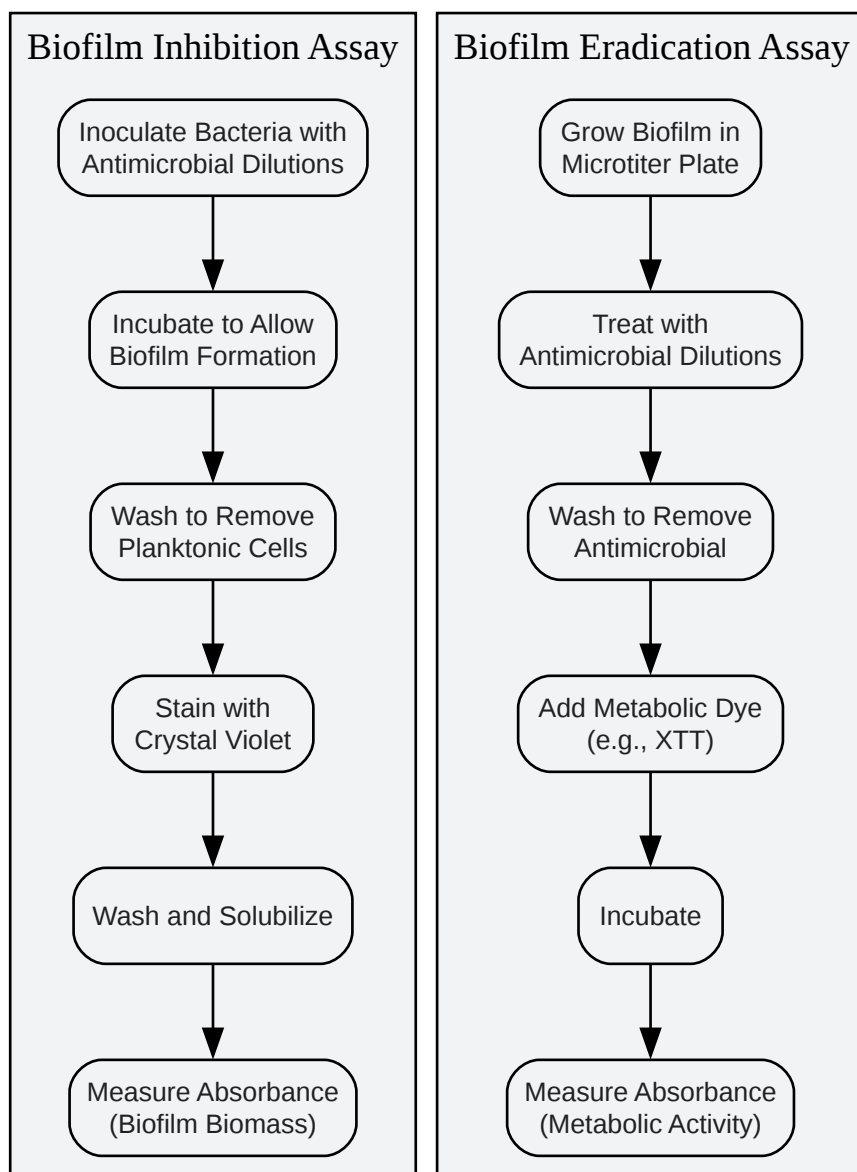 Biofilm Inhibition Assay
Inoculate Bacteria with
Antimicrobial Dilutions
Incubate to Allow
Biofilm Formation
Wash to Remove
Planktonic Cells
Stain with
Crystal Violet
Wash and Solubilize
Measure Absorbance
(Biofilm Biomass)
Biofilm Eradication Assay
Grow Biofilm in
Microtiter Plate
Treat with
Antimicrobial Dilutions
Wash to Remove
Antimicrobial
Add Metabolic Dye
(e.g., XTT)
Incubate
Measure Absorbance
(Metabolic Activity)